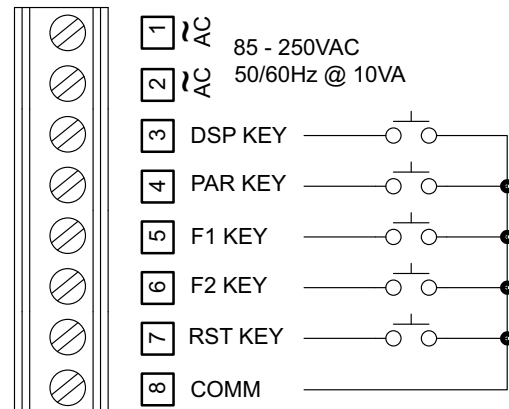 1 ~ AC
85 - 250VAC
2 ~ AC
50/60Hz @ 10VA
3 DSP KEY
4 PAR KEY
5 F1 KEY
6 F2 KEY
7 RST KEY
8 COMM